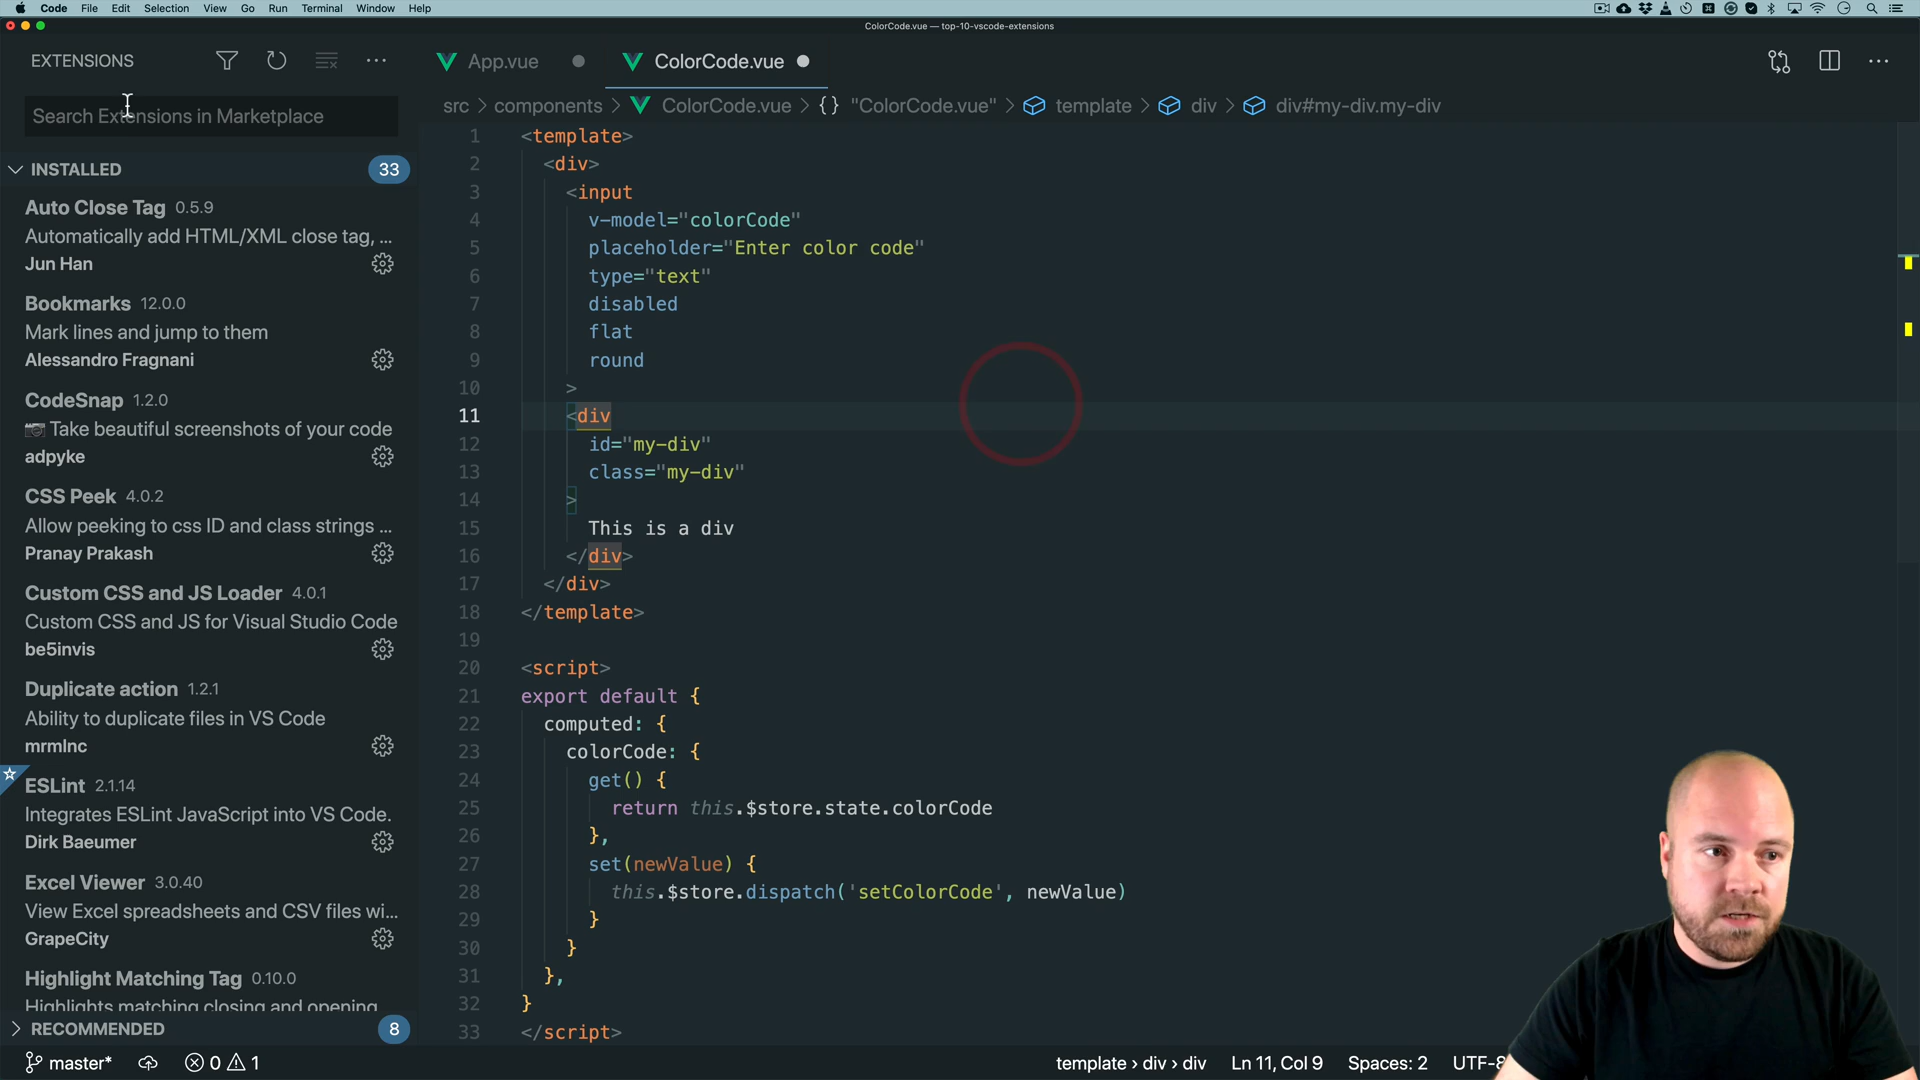 Code File Edit Selection View Go Run Terminal Window Help
ColorCode.vue — top-10-vscode-extensions
EXTENSIONS
Search Extensions in Marketplace
INSTALLED 33
Auto Close Tag 0.5.9
Automatically add HTML/XML close tag, ...
Jun Han
Bookmarks 12.0.0
Mark lines and jump to them
Alessandro Fragnani
CodeSnap 1.2.0
📷 Take beautiful screenshots of your code
adpyke
CSS Peek 4.0.2
Allow peeking to css ID and class strings ...
Pranay Prakash
Custom CSS and JS Loader 4.0.1
Custom CSS and JS for Visual Studio Code
be5invis
Duplicate action 1.2.1
Ability to duplicate files in VS Code
mrmlnc
ESLint 2.1.14
Integrates ESLint JavaScript into VS Code.
Dirk Baeumer
Excel Viewer 3.0.40
View Excel spreadsheets and CSV files wi...
GrapeCity
Highlight Matching Tag 0.10.0
Highlights matching closing and opening
RECOMMENDED 8
App.vue
ColorCode.vue
src > components > ColorCode.vue > {} "ColorCode.vue" > template > div > div#my-div.my-div
1 <template>
2 <div>
3 <input
4 v-model="colorCode"
5 placeholder="Enter color code"
6 type="text"
7 disabled
8 flat
9 round
10 >
11 <div
12 id="my-div"
13 class="my-div"
14 >
15 This is a div
16 </div>
17 </div>
18 </template>
19
20 <script>
21 export default {
22 computed: {
23 colorCode: {
24 get() {
25 return this.$store.state.colorCode
26 },
27 set(newValue) {
28 this.$store.dispatch('setColorCode', newValue)
29 }
30 }
31 },
32 }
33 </script>
master* 0 1
template › div › div Ln 11, Col 9 Spaces: 2 UTF-8